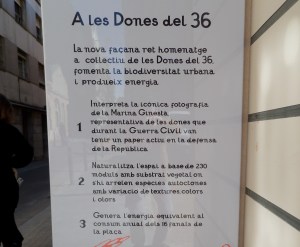 A les Dones del 36
La nova façana ret homenatge
a collectiu de les Dones del 36,
fomenta la biodiversitat urbana
i produeix energia
Interpreta la icònica fotografia
de la Marina Ginestà,
representativa de les dones que
durant la Guerra Civil van
tenir un paper actiu en la defensa
de la República.
1
Naturalitza l'espai a base de 230
mòduls amb substrat vegetal on
s'hi arrelen espècies autòctones
amb variació de textures colors
i olors
2
Genera l'energia equivalent al
consum anual dels 16 fanals de
la plaça
3